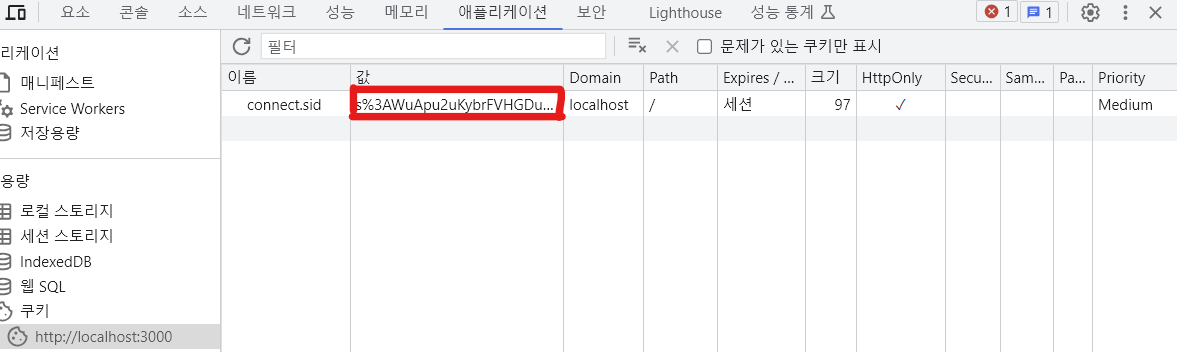 요소 콘솔 소스 네트워크 성능 메모리 애플리케이션 보안 Lighthouse 성능 통계 1 1
리케이션
매니페스트
Service Workers
저장용량
용량
로컬 스토리지
세션 스토리지
IndexedDB
웹 SQL
쿠키
http://localhost:3000
필터 문제가 있는 쿠키만 표시
이름 값 Domain Path Expires / ... 크기 HttpOnly Secu... Sam... Pa... Priority
connect.sid s%3AWuApu2uKybrFVHGDu... localhost / 세션 97 ✓ Medium